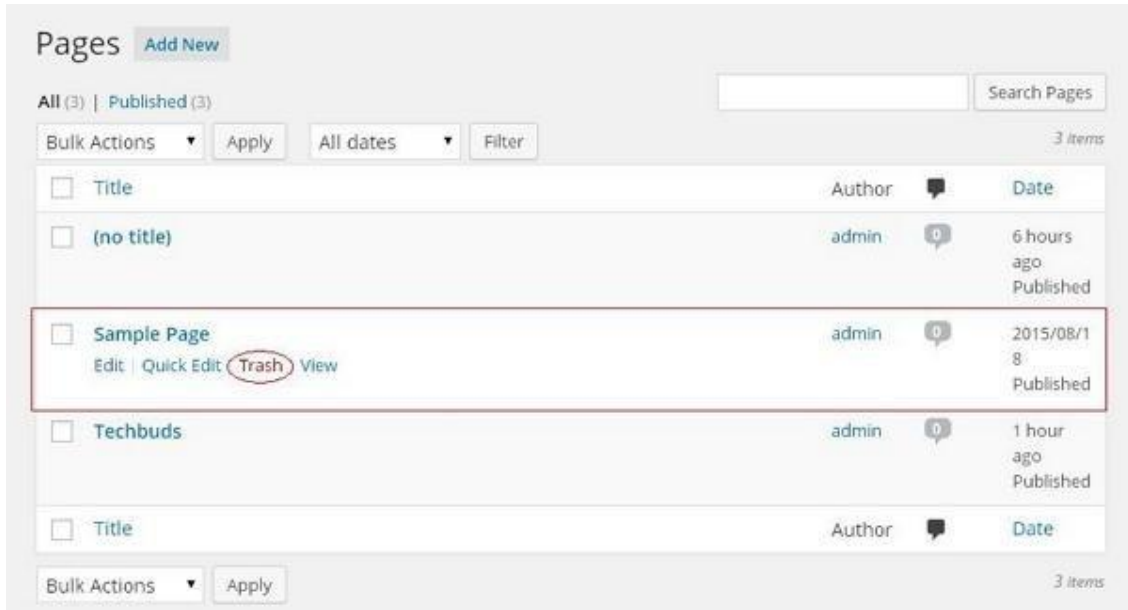 Pages Add New
All (3) | Published (3)
Search Pages
Bulk Actions Apply All dates Filter
3 items
Title Author Date
(no title) admin 0 6 hours
ago
Published
Sample Page admin 0 2015/08/1
8
Edit | Quick Edit Trash View
Published
Techbuds admin 0 1 hour
ago
Published
Title Author Date
Bulk Actions Apply
3 items